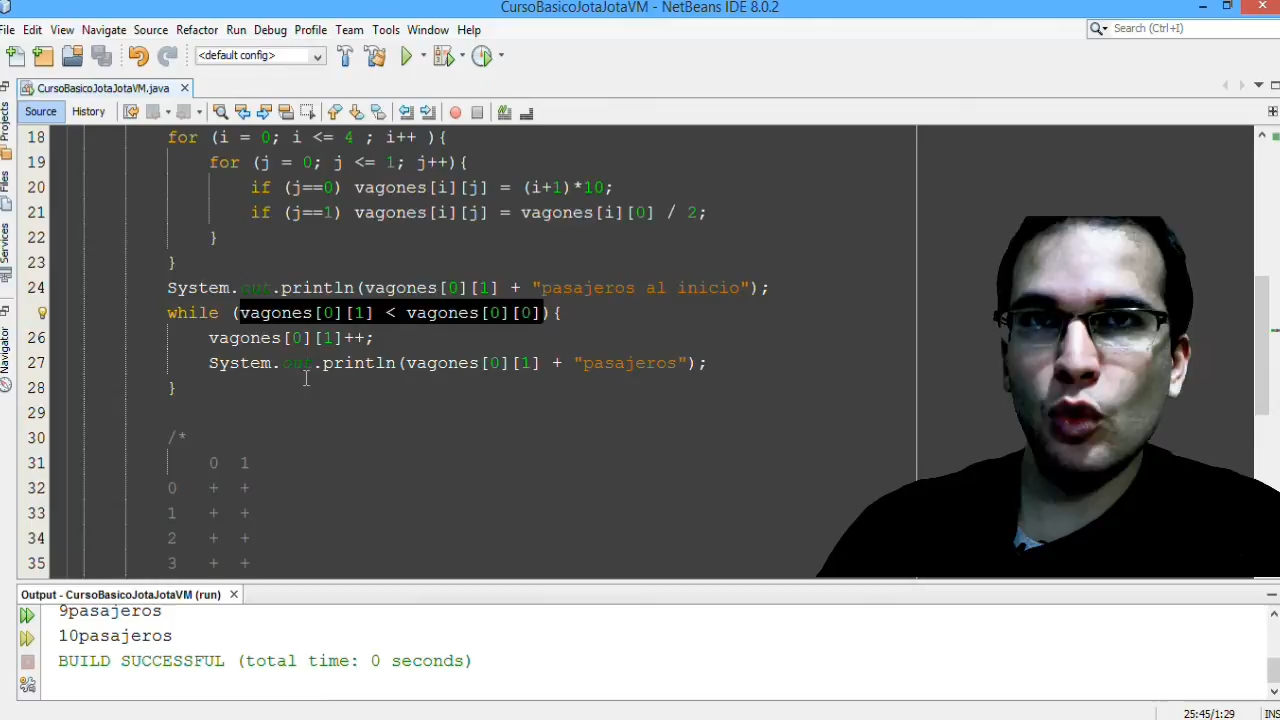 CursoBasicoJotaJotaVM - NetBeans IDE 8.0.2
File Edit View Navigate Source Refactor Run Debug Profile Team Tools Window Help
Search (Ctrl+I)
<default config>
CursoBasicoJotaJotaVM.java
Source History
Projects
Files
Services
Navigator
18 for (i = 0; i <= 4 ; i++ ){
19 for (j = 0; j <= 1; j++){
20 if (j==0) vagones[i][j] = (i+1)*10;
21 if (j==1) vagones[i][j] = vagones[i][0] / 2;
22 }
23 }
24 System.out.println(vagones[0][1] + "pasajeros al inicio");
while (vagones[0][1] < vagones[0][0]){
26 vagones[0][1]++;
27 System.out.println(vagones[0][1] + "pasajeros");
28 }
29
30 /*
31 0 1
32 0 + +
33 1 + +
34 2 + +
35 3 + +
Output - CursoBasicoJotaJotaVM (run)
9pasajeros
10pasajeros
BUILD SUCCESSFUL (total time: 0 seconds)
25:45/1:29 INS